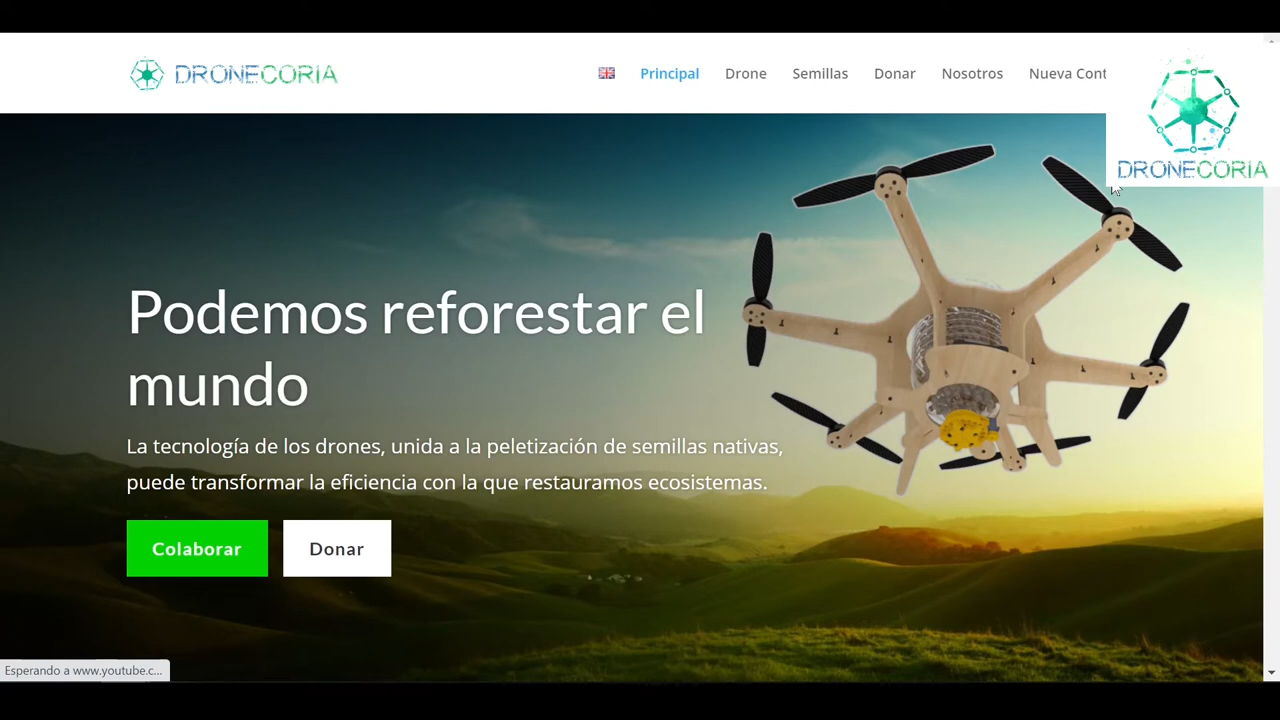 DRONECORIA
Principal Drone Semillas Donar Nosotros Nueva Cont
DRONECORIA
Podemos reforestar el
mundo
La tecnología de los drones, unida a la peletización de semillas nativas,
puede transformar la eficiencia con la que restauramos ecosistemas.
Colaborar Donar
Esperando a www.youtube.c...